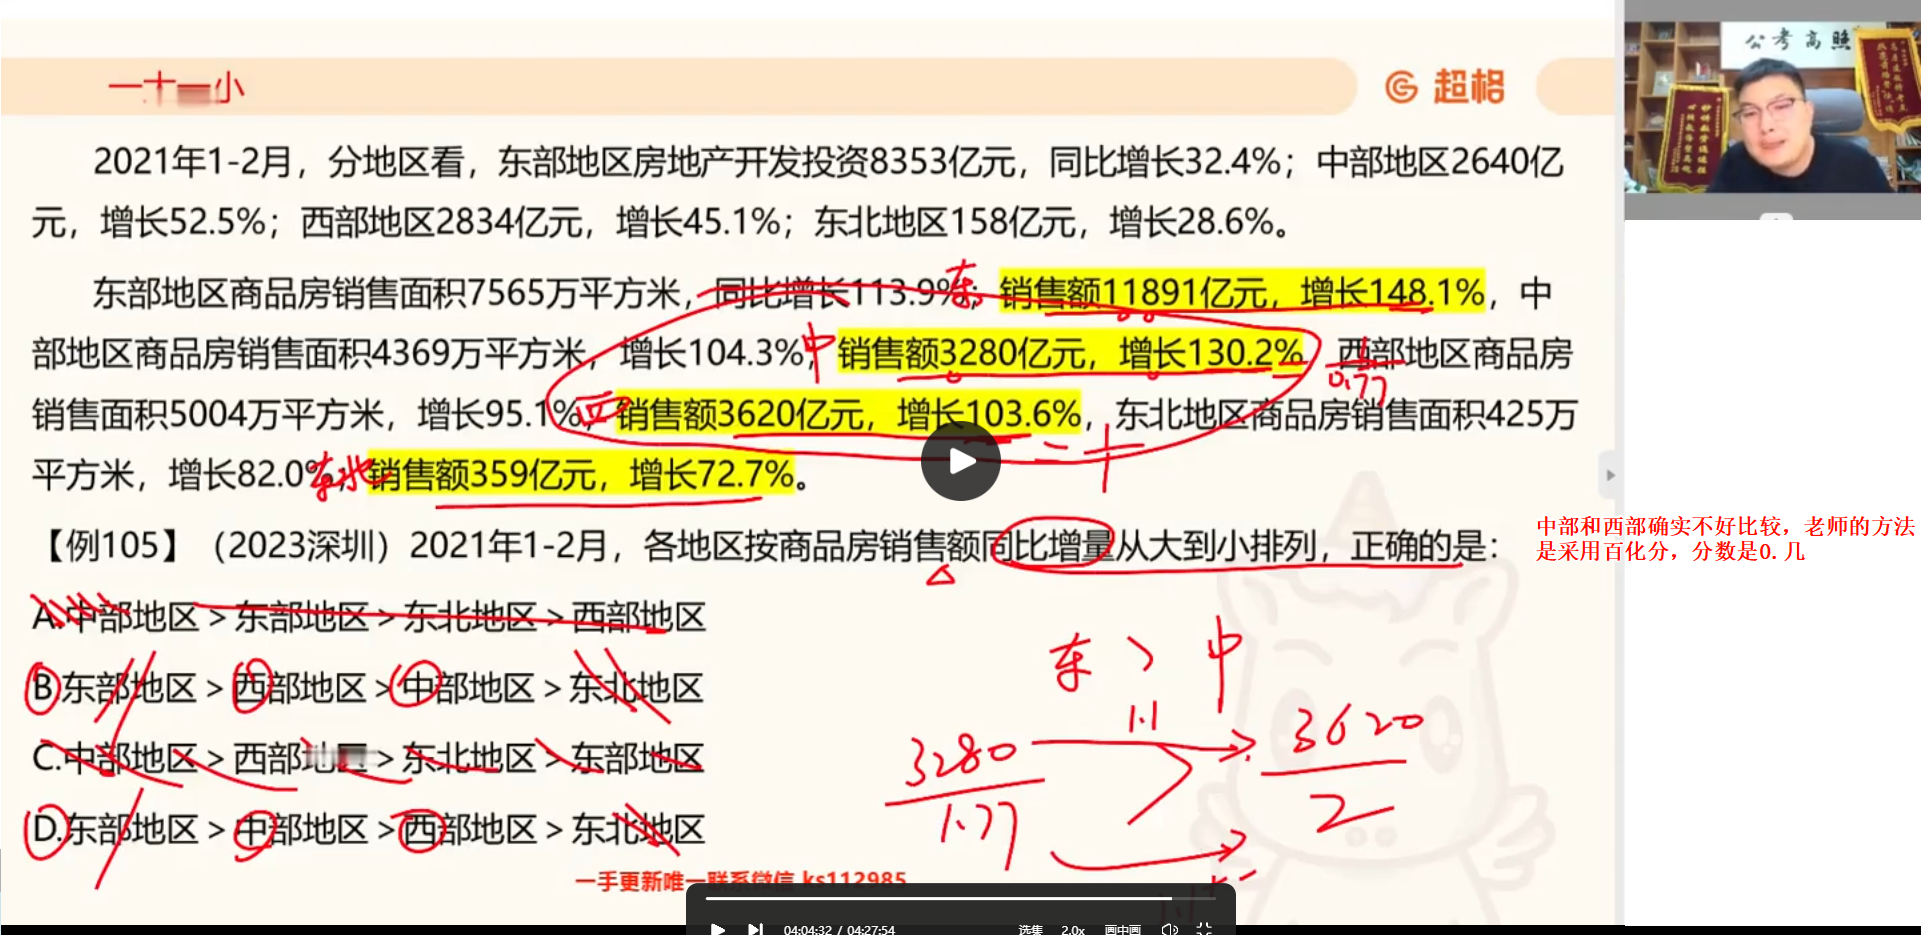 一十一小
超格
公考高照
2021年1-2月，分地区看，东部地区房地产开发投资8353亿元，同比增长32.4%；中部地区2640亿
元，增长52.5%；西部地区2834亿元，增长45.1%；东北地区158亿元，增长28.6%。
东
东部地区商品房销售面积7565万平方米，同比增长113.9%；销售额11891亿元，增长148.1%，中
中
部地区商品房销售面积4369万平方米，增长104.3%，销售额3280亿元，增长130.2%，西部地区商品房
1
0.77
西
销售面积5004万平方米，增长95.1%，销售额3620亿元，增长103.6%，东北地区商品房销售面积425万
东北
平方米，增长82.0%；销售额359亿元，增长72.7%。
中部和西部确实不好比较，老师的方法
是采用百化分，分数是0.几
【例105】（2023深圳）2021年1-2月，各地区按商品房销售额同比增量从大到小排列，正确的是：
A.中部地区＞东部地区＞东北地区＞西部地区
东 > 中
B.东部地区＞西部地区＞中部地区＞东北地区
1.1
3280 3620
C.中部地区＞西部地区＞东北地区＞东部地区
1.77 2
D.东部地区＞中部地区＞西部地区＞东北地区
一手更新唯一联系微信 ks112985
04:04:32 / 04:27:54 选集 2.0x 画中画